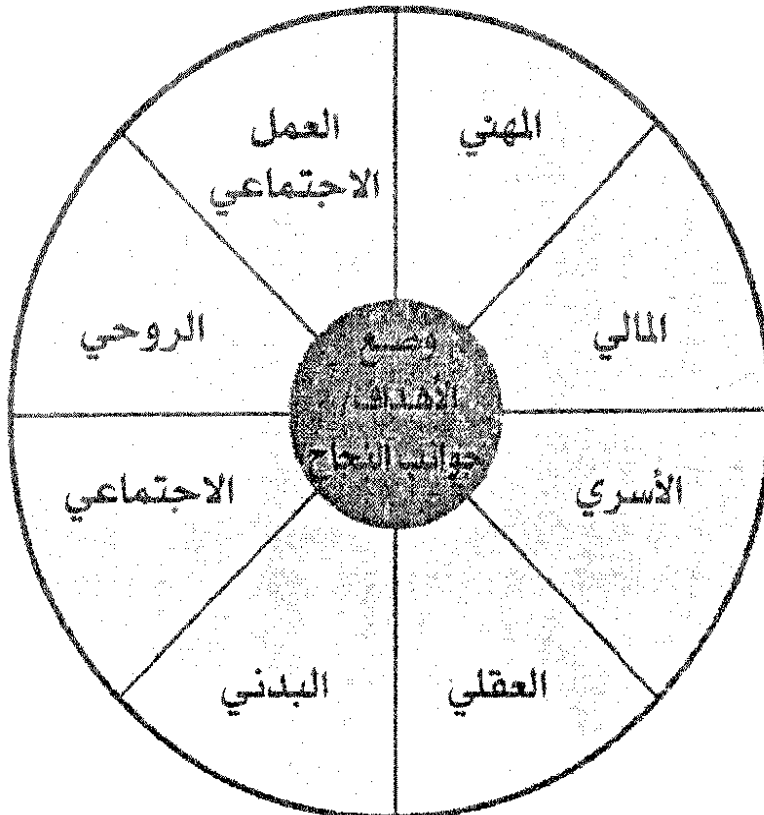 المهني
العمل
الاجتماعي
المالي
الروحي
وضع
الأهداف/
جوانب النجاح
الأسري
الاجتماعي
العقلي
البدني